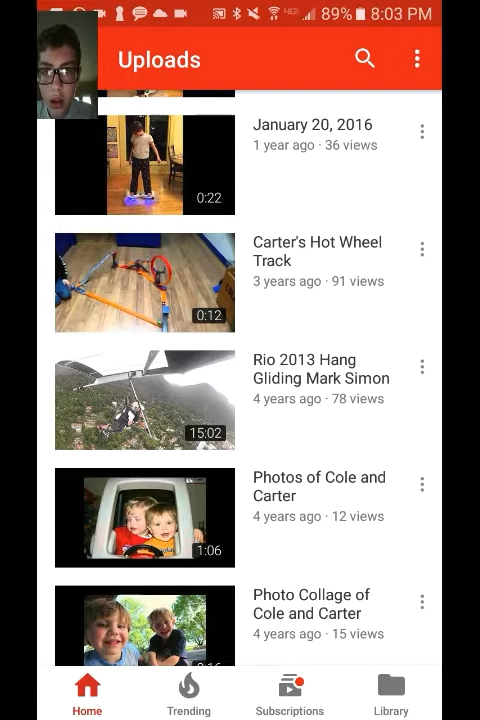 89% 8:03 PM
Uploads
January 20, 2016
1 year ago · 36 views
0:22
Carter's Hot Wheel
Track
3 years ago · 91 views
0:12
Rio 2013 Hang
Gliding Mark Simon
4 years ago · 78 views
15:02
Photos of Cole and
Carter
4 years ago · 12 views
1:06
Photo Collage of
Cole and Carter
4 years ago · 15 views
Home
Trending
Subscriptions
Library